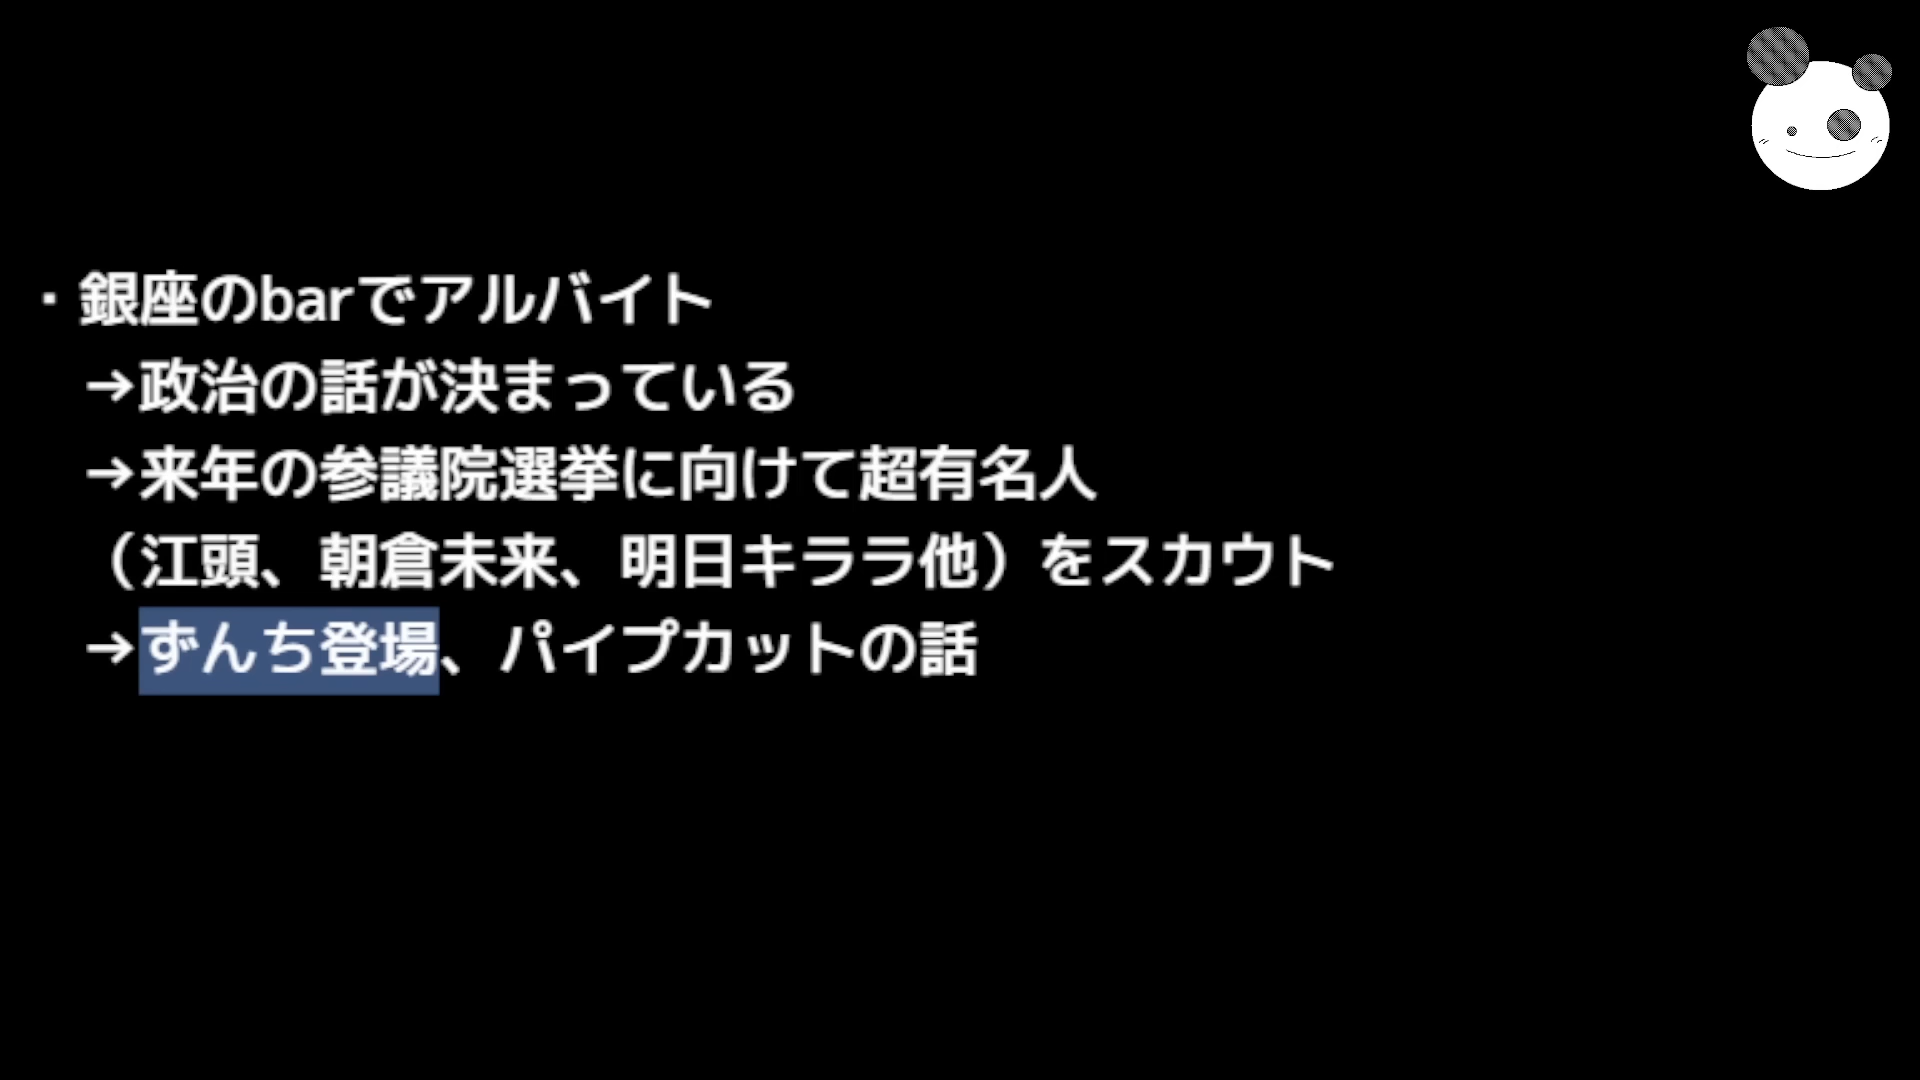 ・銀座のbarでアルバイト
→政治の話が決まっている
→来年の参議院選挙に向けて超有名人
（江頭、朝倉未来、明日キララ他）をスカウト
→ずんち登場、パイプカットの話